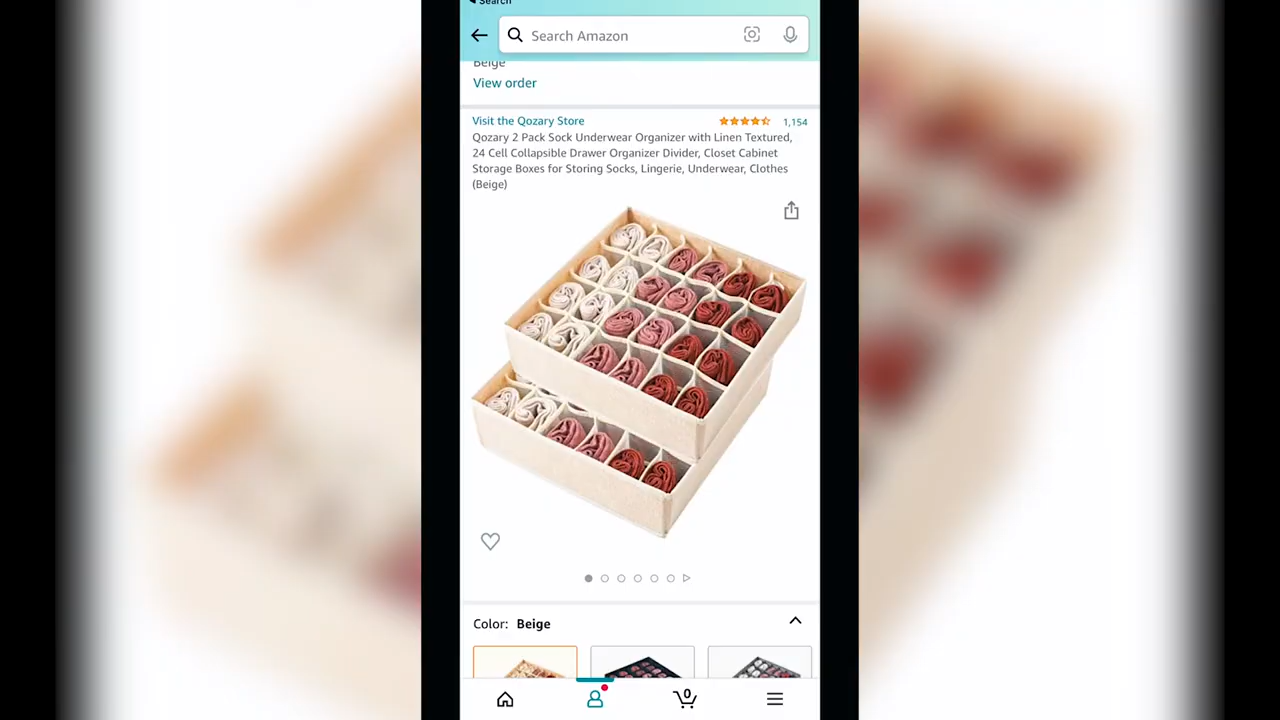 Search
Search Amazon
Beige
View order
Visit the Qozary Store
1,154
Qozary 2 Pack Sock Underwear Organizer with Linen Textured,
24 Cell Collapsible Drawer Organizer Divider, Closet Cabinet
Storage Boxes for Storing Socks, Lingerie, Underwear, Clothes
(Beige)
Color: Beige
0